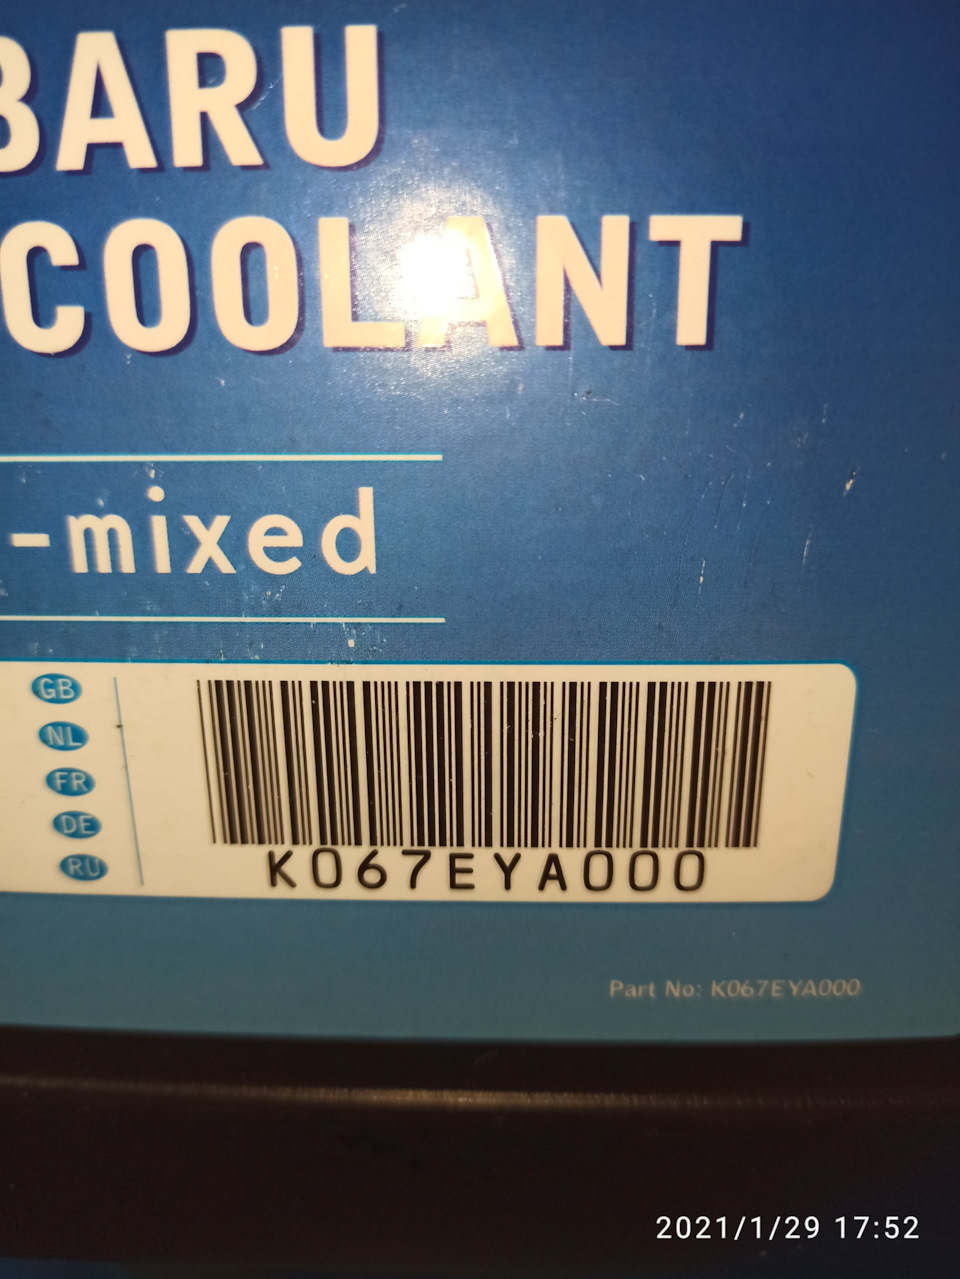 BARU
COOLANT
-mixed
GB
NL
FR
DE
RU
K067EYA000
Part No: K067EYA000
2021/1/29 17:52